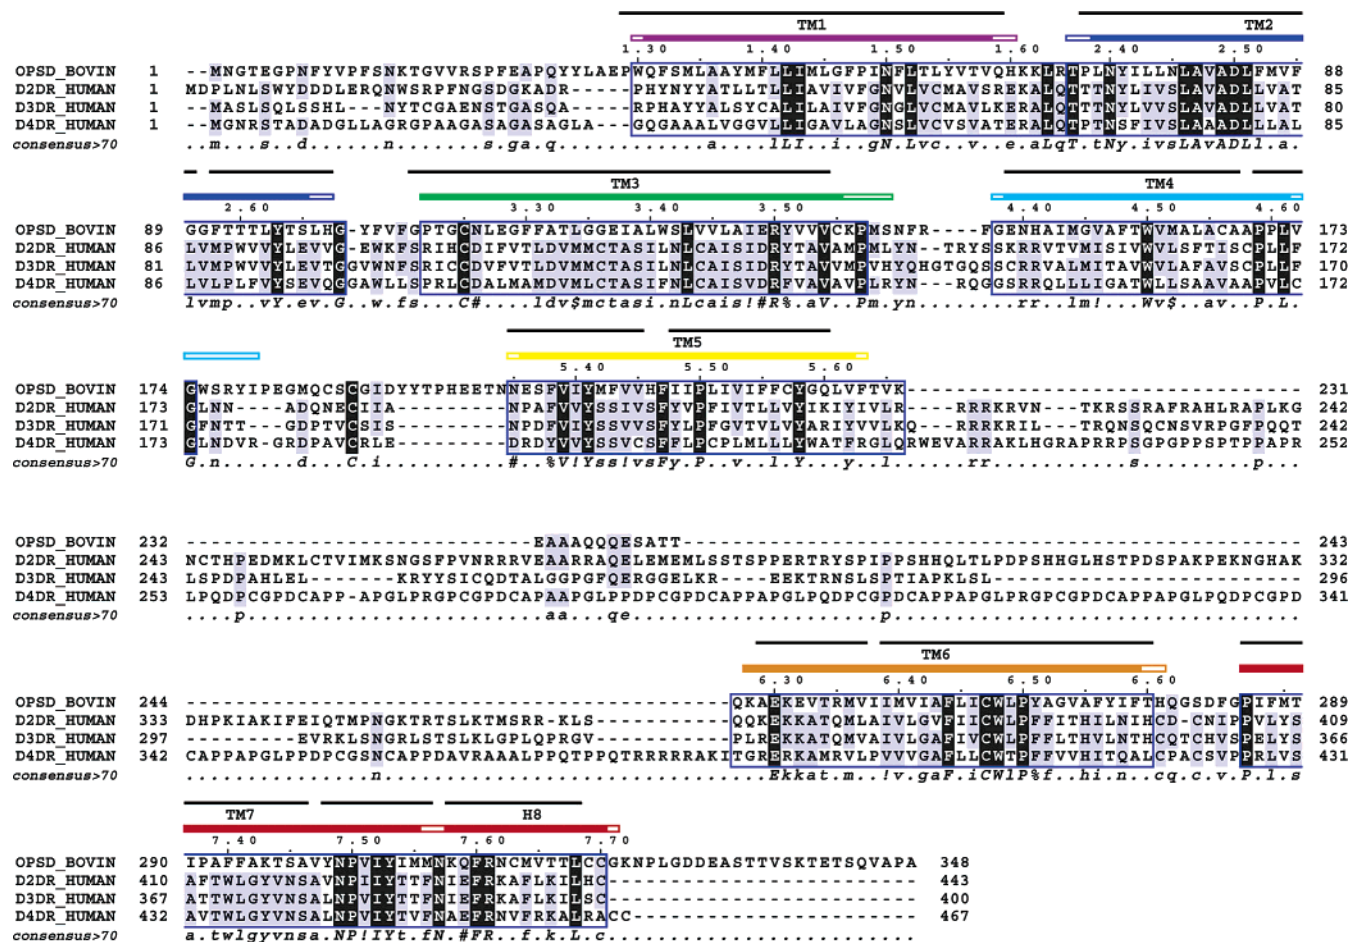 TM1 TM2
1.30 1.40 1.50 1.60 2.40 2.50
OPSD_BOVIN 1 --MNGTEGPNFYVPFSNKTGVVRSPFEAPQYYLAEPWQFSMLAAYMFLLIMLGFPINFLTLYVTVQHKKLRTPLNYILLNLAVADLFMVF 88
D2DR_HUMAN 1 MDPLNLSWYDDDLERQNWSRPFNGSDGKADR-----PHYNYYATLLTLLIAVIVFGNVLVCMAVSREKALQTTTNYLIVSLAVADLLVAT 85
D3DR_HUMAN 1 --MASLSQLSSHL---NYTCGAENSTGASQA-----RPHAYYALSYCALILAIVFGNGLVCMAVLKERALQTTTNYLVVSLAVADLLVAT 80
D4DR_HUMAN 1 --MGNRSTADADGLLAGRGPAAGASAGASAGLA---GQGAAALVGGVLLIGAVLAGNSLVCVSVATERALQTPTNSFIVSLAAADLLLAL 85
consensus>70 ..m...s.d...n...........s.ga.q............a....lLI..i..gN.Lvc..v..e.aLqT.tNy.ivsLAvADLl.a.
TM3 TM4
2.60 3.30 3.40 3.50 4.40 4.50 4.60
OPSD_BOVIN 89 GGFTTTLYTSLHG-YFVFGPTGCNLEGFFATLGGEIALWSLVVLAIERYVVVCKPMSNFR----FGENHAIMGVAFTWVMALACAAPPLV 173
D2DR_HUMAN 86 LVMPWVVYLEVVG-EWKFSRIHCDIFVTLDVMMCTASILNLCAISIDRYTAVAMPMLYN--TRYSSKRRVTVMISIVWVLSFTISCPLLF 172
D3DR_HUMAN 81 LVMPWVVYLEVTGGVWNFSRICCDVFVTLDVMMCTASILNLCAISIDRYTAVVMPVHYQHGTGQSSCRRVALMITAVWVLAFAVSCPLLF 170
D4DR_HUMAN 86 LVLPLFVYSEVQGGAWLLSPRLCDALMAMDVMLCTASIFNLCAISVDRFVAVAVPLRYN---RQGGSRRQLLLIGATWLLSAAVAAPVLC 172
consensus>70 lvmp..vY.ev.G..w.fs...C#....ldv$mctasi.nLcais!#R%.aV..Pm.yn........rr..lm!...Wv$...av..P.L.
TM5
5.40 5.50 5.60
OPSD_BOVIN 174 GWSRYIPEGMQCSCGIDYYTPHEETNNESFVIYMFVVHFIIPLIVIFFCYGQLVFTVK-------------------------------- 231
D2DR_HUMAN 173 GLNN----ADQNECIIA---------NPAFVVYSSIVSFYVPFIVTLLVYIKIYIVLR----RRRKRVN---TKRSSRAFRAHLRAPLKG 242
D3DR_HUMAN 171 GFNTT---GDPTVCSIS---------NPDFVIYSSVVSFYLPFGVTVLVYARIYVVLKQ---RRRKRIL---TRQNSQCNSVRPGFPQQT 242
D4DR_HUMAN 173 GLNDVR-GRDPAVCRLE---------DRDYVVYSSVCSFFLPCPLMLLLYWATFRGLQRWEVARRAKLHGRAPRRPSGPGPPSPTPPAPR 252
consensus>70 G.n......d...C.i..........#..%V!Yss!vsFy.P..v..l.Y...y..l......rr............s.........p...
OPSD_BOVIN 232 ----------------------------EAAAQQQESATT-------------------------------------------------- 243
D2DR_HUMAN 243 NCTHPEDMKLCTVIMKSNGSFPVNRRRVEAARRAQELEMEMLSSTSPPERTRYSPIPPSHHQLTLPDPSHHGLHSTPDSPAKPEKNGHAK 332
D3DR_HUMAN 243 LSPDPAHLEL-------KRYYSICQDTALGGPGFQERGGELKR----EEKTRNSLSPTIAPKLSL------------------------- 296
D4DR_HUMAN 253 LPQDPCGPDCAPP-APGLPRGPCGPDCAPAAPGLPPDPCGPDCAPPAPGLPQDPCGPDCAPPAPGLPRGPCGPDCAPPAPGLPQDPCGPD 341
consensus>70 ....p........................aa...qe....................p.................................
TM6
6.30 6.40 6.50 6.60
OPSD_BOVIN 244 --------------------------------------------QKAEKEVTRMVIIMVIAFLICWLPYAGVAFYIFTHQGSDFGPIFMT 289
D2DR_HUMAN 333 DHPKIAKIFEIQTMPNGKTRTSLKTMSRR-KLS-----------QQKEKKATQMLAIVLGVFIICWLPFFITHILNIHCD-CNIPPVLYS 409
D3DR_HUMAN 297 ---------EVRKLSNGRLSTSLKLGPLQPRGV-----------PLREKKATQMVAIVLGAFIVCWLPFFLTHVLNTHCQTCHVSPELYS 366
D4DR_HUMAN 342 CAPPAPGLPPDPCGSNCAPPDAVRAAALPPQTPPQTRRRRRAKITGRERKAMRVLPVVVGAFLLCWTPFFVVHITQALCPACSVPPRLVS 431
consensus>70 ...............n...............................Ekkat.m..!v.gaF.iCWlP%f..hi.n..cq.c.v.P.l.s
TM7 H8
7.40 7.50 7.60 7.70
OPSD_BOVIN 290 IPAFFAKTSAVYNPVIYIMMNKQFRNCMVTTLCCGKNPLGDDEASTTVSKTETSQVAPA 348
D2DR_HUMAN 410 AFTWLGYVNSAVNPIIYTTFNIEFRKAFLKILHC------------------------- 443
D3DR_HUMAN 367 ATTWLGYVNSALNPVIYTTFNIEFRKAFLKILSC------------------------- 400
D4DR_HUMAN 432 AVTWLGYVNSALNPVIYTVFNAEFRNVFRKALRACC----------------------- 467
consensus>70 a.twlgyvnsa.NP!IYt.fN.#FR..f.k.L.c.........................